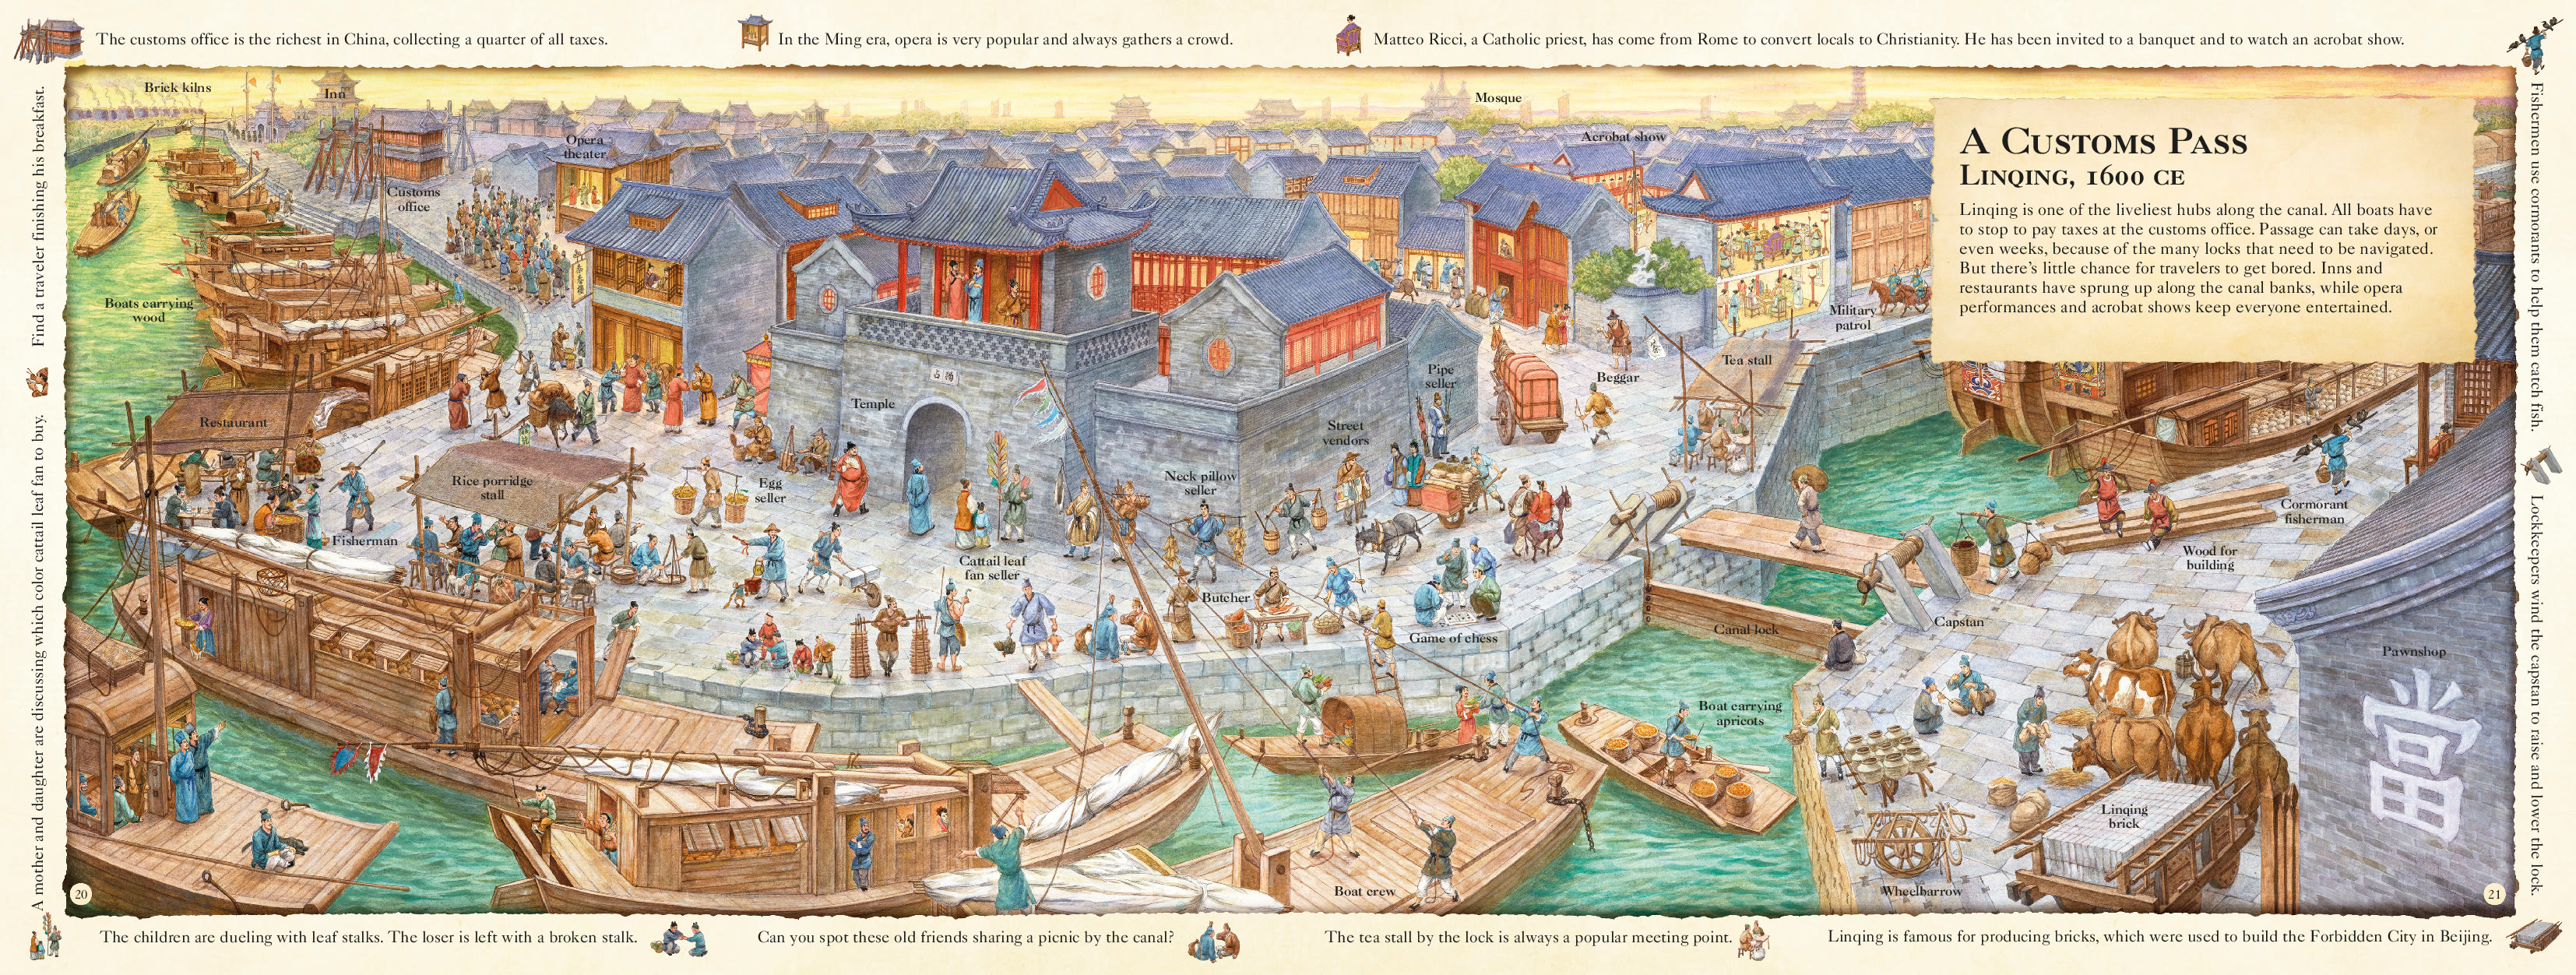 The customs office is the richest in China, collecting a quarter of all taxes.
In the Ming era, opera is very popular and always gathers a crowd.
Matteo Ricci, a Catholic priest, has come from Rome to convert locals to Christianity. He has been invited to a banquet and to watch an acrobat show.
Find a traveler finishing his breakfast.
A mother and daughter are discussing which color cattail leaf fan to buy.
Brick kilns
Inn
Opera
theater
Customs
office
Boats carrying
wood
Mosque
Acrobat show
A Customs Pass
Linqing, 1600 CE
Linqing is one of the liveliest hubs along the canal. All boats have
to stop to pay taxes at the customs office. Passage can take days, or
even weeks, because of the many locks that need to be navigated.
But there's little chance for travelers to get bored. Inns and
restaurants have sprung up along the canal banks, while opera
performances and acrobat shows keep everyone entertained.
Military
patrol
Tea stall
Beggar
Pipe
seller
Street
vendors
Temple
Restaurant
Rice porridge
stall
Egg
seller
Neck pillow
seller
Fisherman
Cattail leaf
fan seller
Butcher
Game of chess
Cormorant
fisherman
Wood for
building
Capstan
Canal lock
Pawnshop
當
Boat carrying
apricots
Linqing
brick
Boat crew
Wheelbarrow
20
21
Fishermen use cormorants to help them catch fish.
Lockkeepers wind the capstan to raise and lower the lock.
The children are dueling with leaf stalks. The loser is left with a broken stalk.
Can you spot these old friends sharing a picnic by the canal?
The tea stall by the lock is always a popular meeting point.
Linqing is famous for producing bricks, which were used to build the Forbidden City in Beijing.